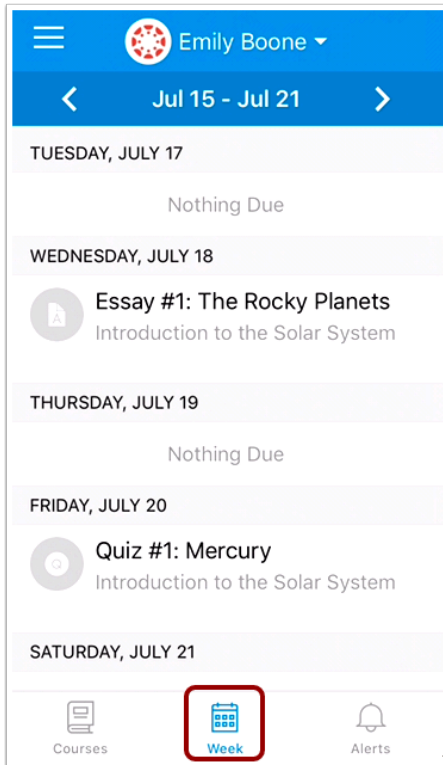 Emily Boone
Jul 15 - Jul 21
TUESDAY, JULY 17
Nothing Due
WEDNESDAY, JULY 18
A
Essay #1: The Rocky Planets
Introduction to the Solar System
THURSDAY, JULY 19
Nothing Due
FRIDAY, JULY 20
Q
Quiz #1: Mercury
Introduction to the Solar System
SATURDAY, JULY 21
Courses Week Alerts